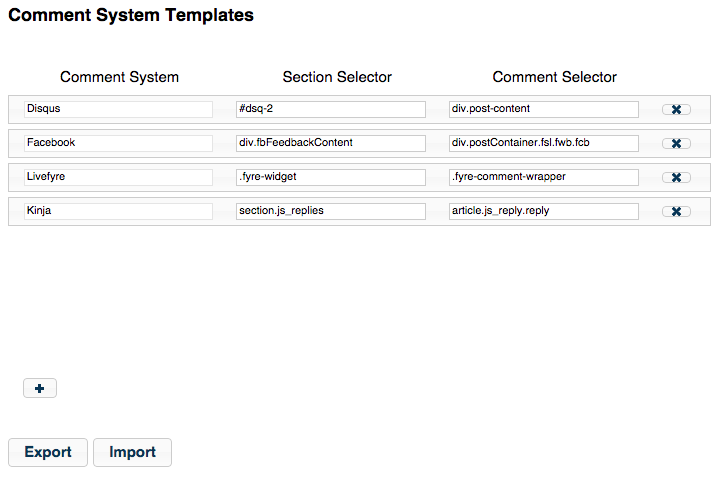 Comment System Templates
Comment System Section Selector Comment Selector
Disqus #dsq-2 div.post-content
Facebook div.fbFeedbackContent div.postContainer.fsl.fwb.fcb
Livefyre .fyre-widget .fyre-comment-wrapper
Kinja section.js_replies article.js_reply.reply
Export Import